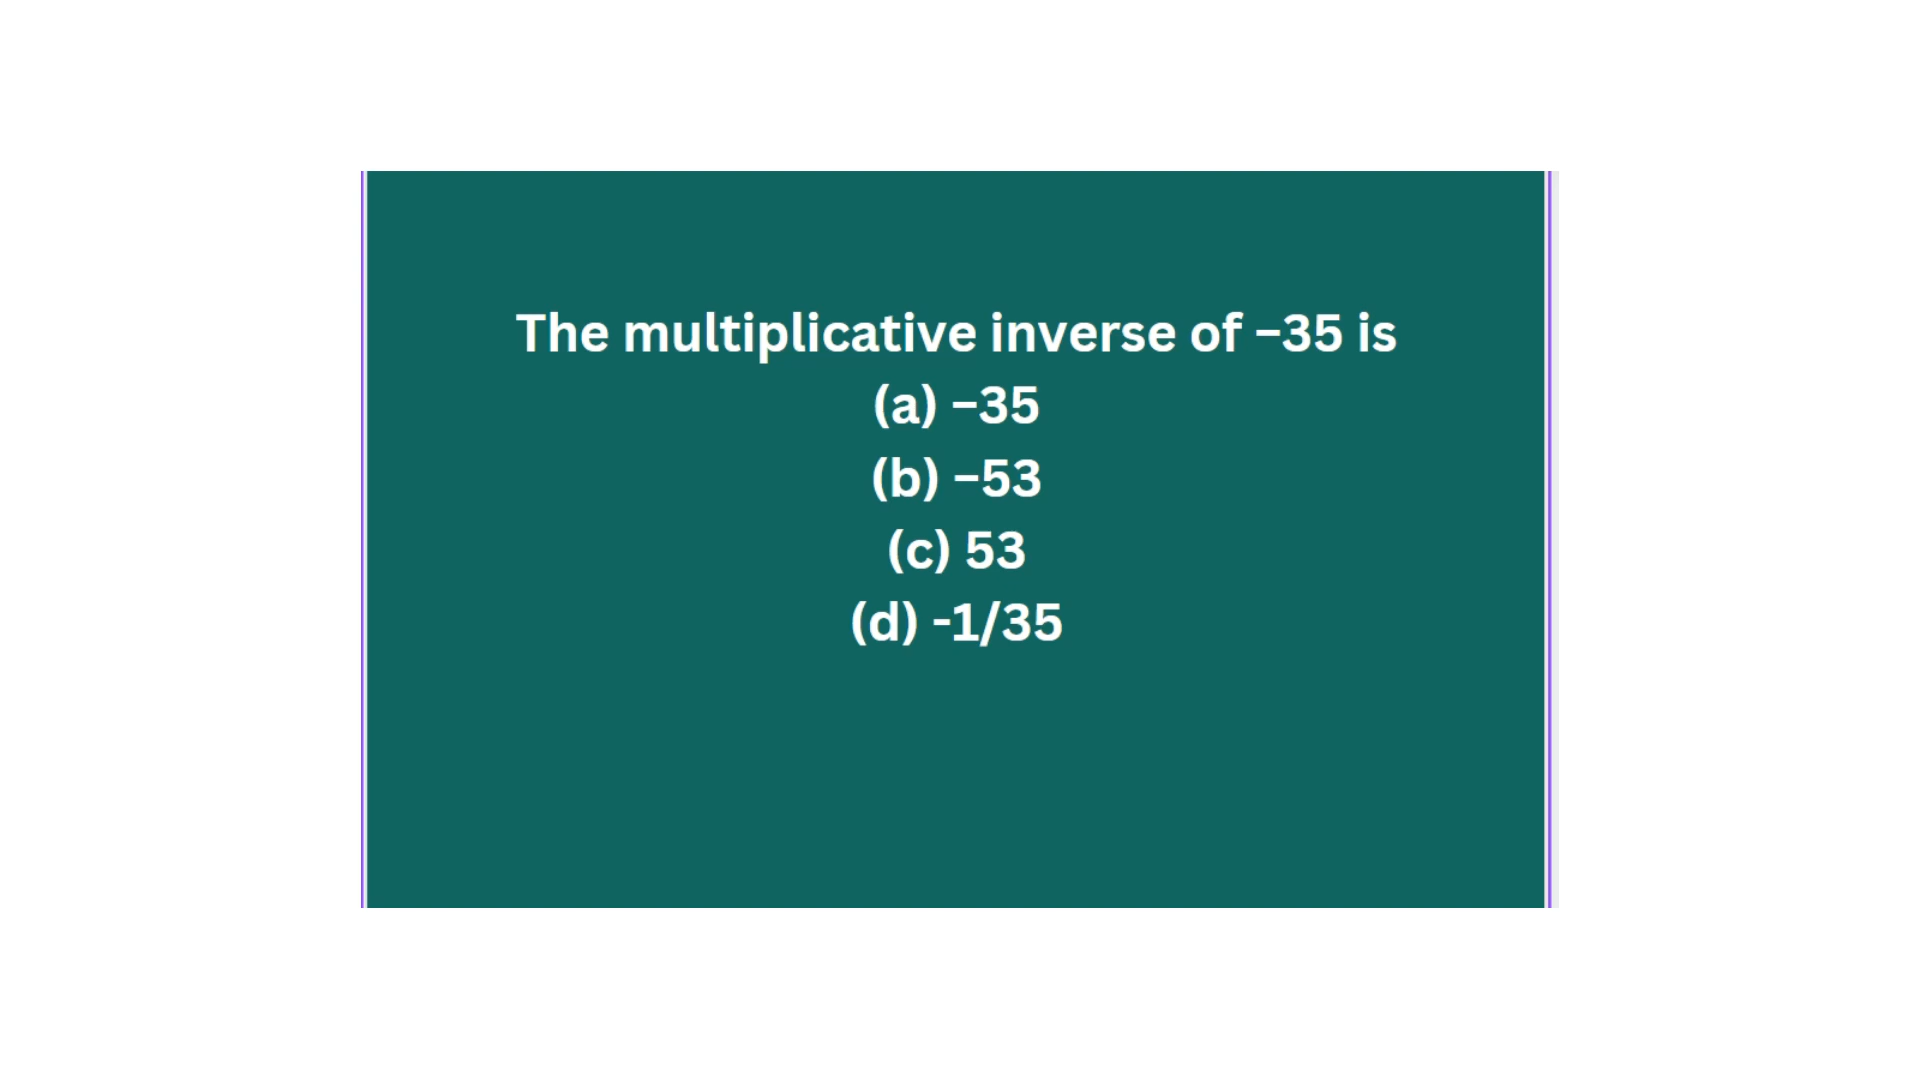 The multiplicative inverse of −35 is
(a) −35
(b) −53
(c) 53
(d) -1/35